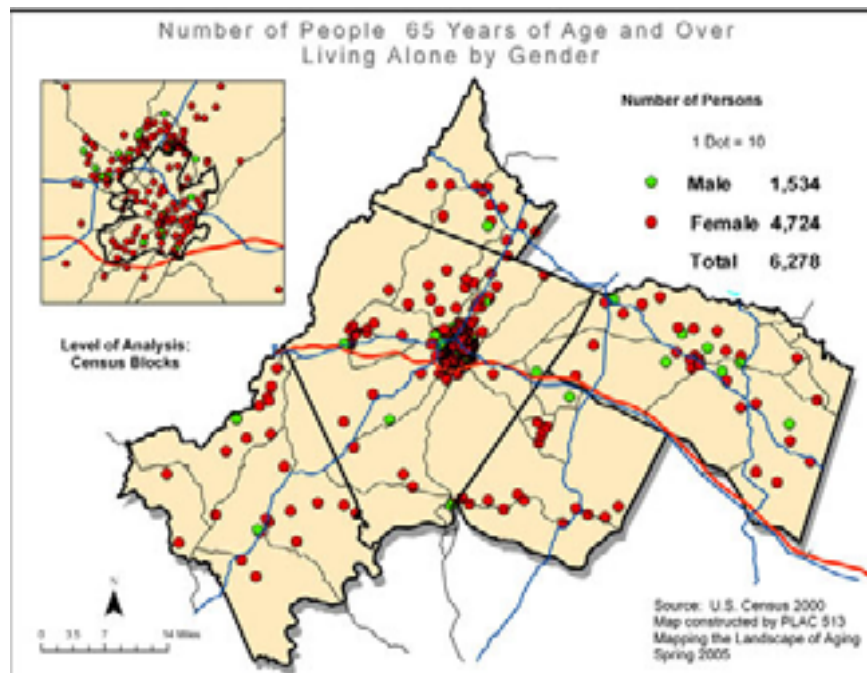 Number of People 65 Years of Age and Over
Living Alone by Gender
Number of Persons
1 Dot = 10
Male 1,534
Female 4,724
Total 6,278
Level of Analysis:
Census Blocks
N
0 3.5 7 14 Miles
Source: U.S. Census 2000
Map constructed by PLAC 513
Mapping the Landscape of Aging
Spring 2005